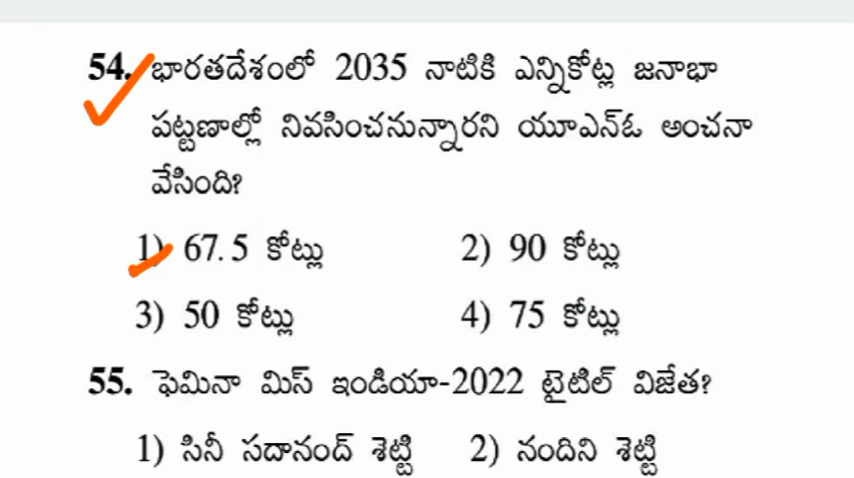 54. భారతదేశంలో 2035 నాటికి ఎన్నికోట్ల జనాభా
పట్టణాల్లో నివసించనున్నారని యూఎన్ఓ అంచనా
వేసింది?
1) 67.5 కోట్లు 2) 90 కోట్లు
3) 50 కోట్లు 4) 75 కోట్లు
55. ఫెమినా మిస్ ఇండియా-2022 టైటిల్ విజేత?
1) సినీ సదానంద్ శెట్టి 2) నందిని శెట్టి